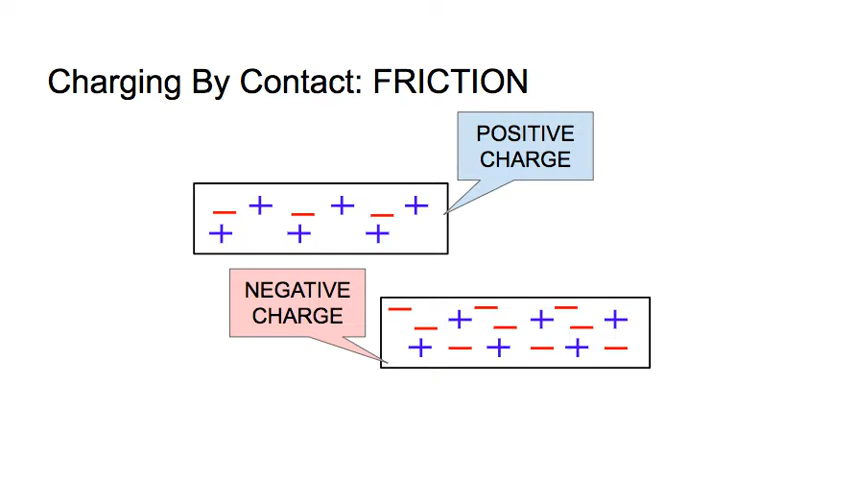 Charging By Contact: FRICTION
POSITIVE
CHARGE
− + − + − +
+ + +
NEGATIVE
CHARGE
− − −
− + − + − +
+ − + − + −